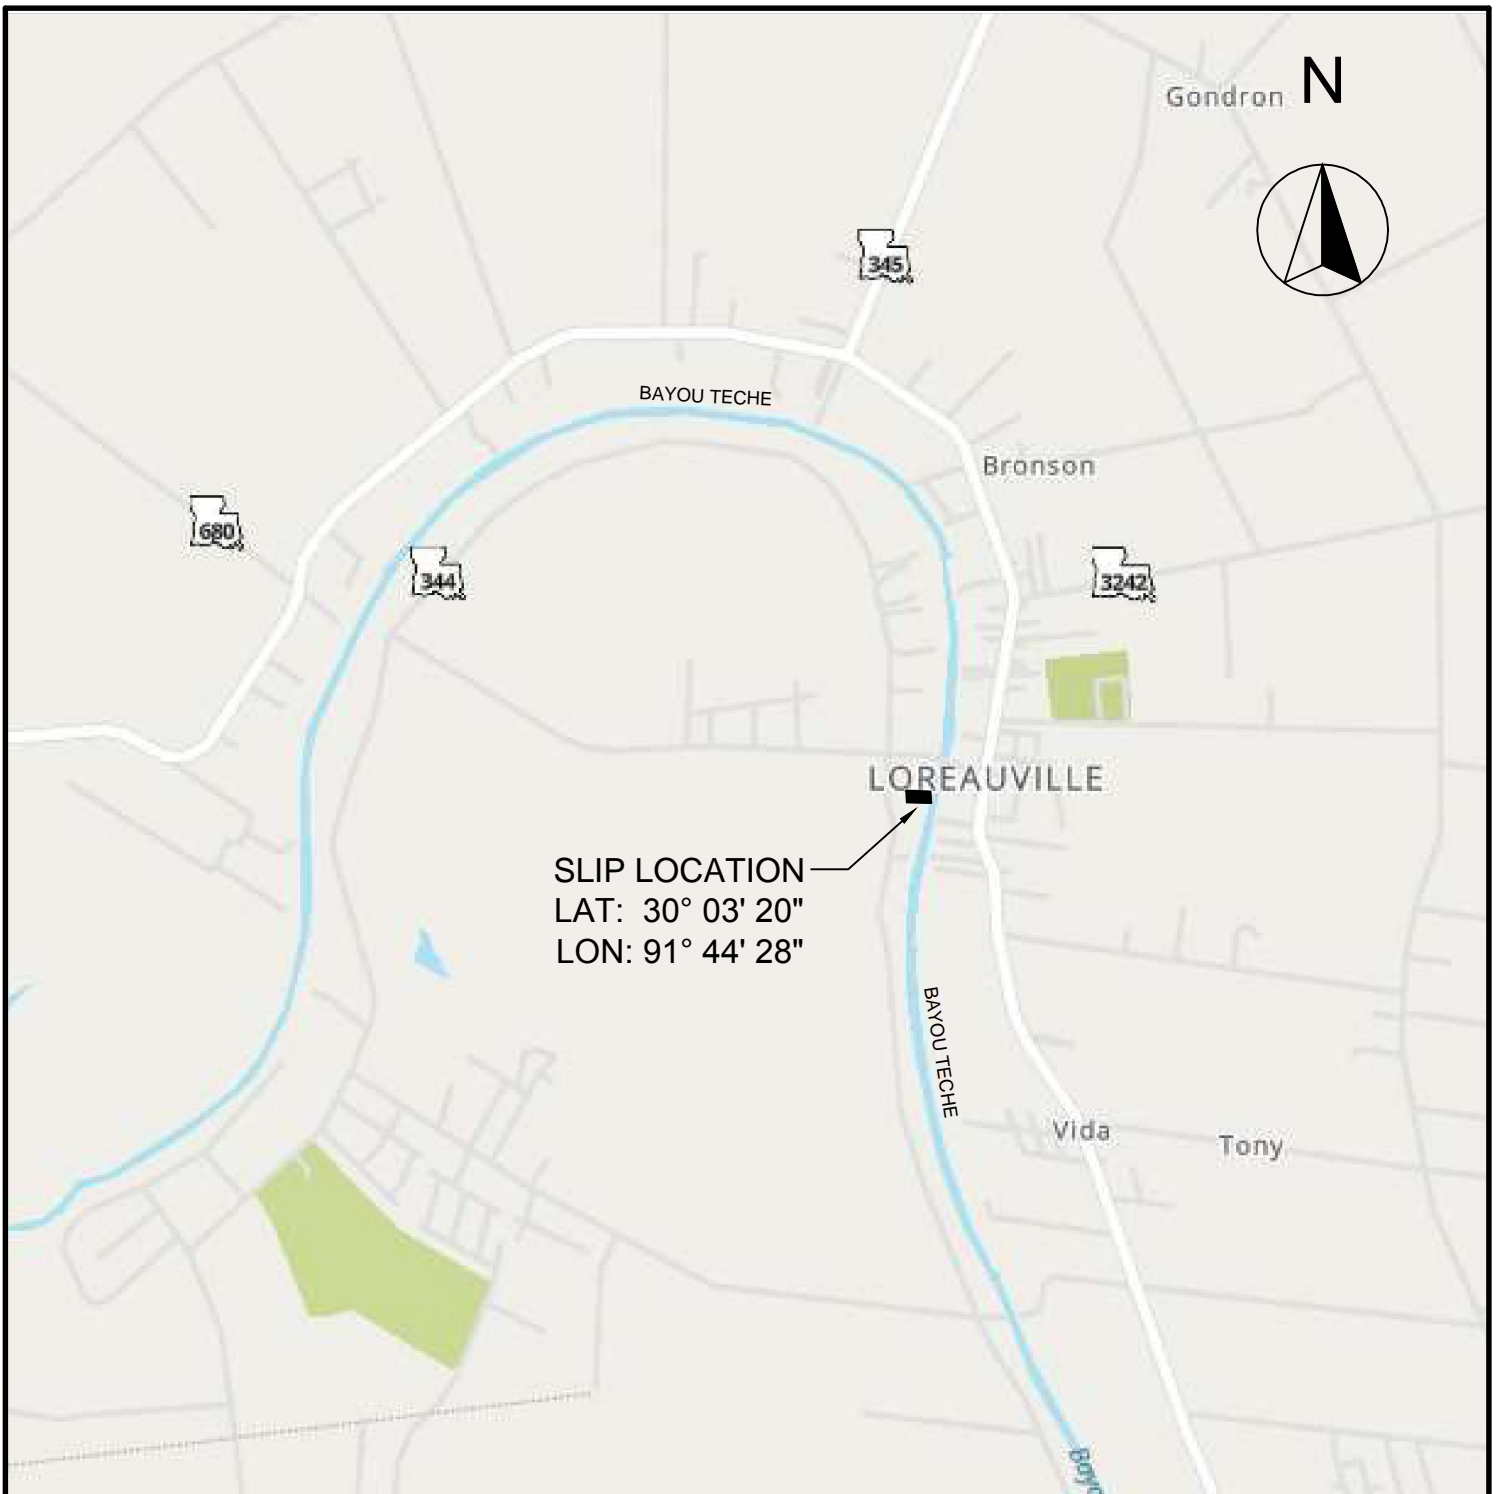 Gondron N
345
BAYOU TECHE
Bronson
680
344
3242
LOREAUVILLE
SLIP LOCATION
LAT: 30° 03' 20"
LON: 91° 44' 28"
BAYOU TECHE
Vida
Tony